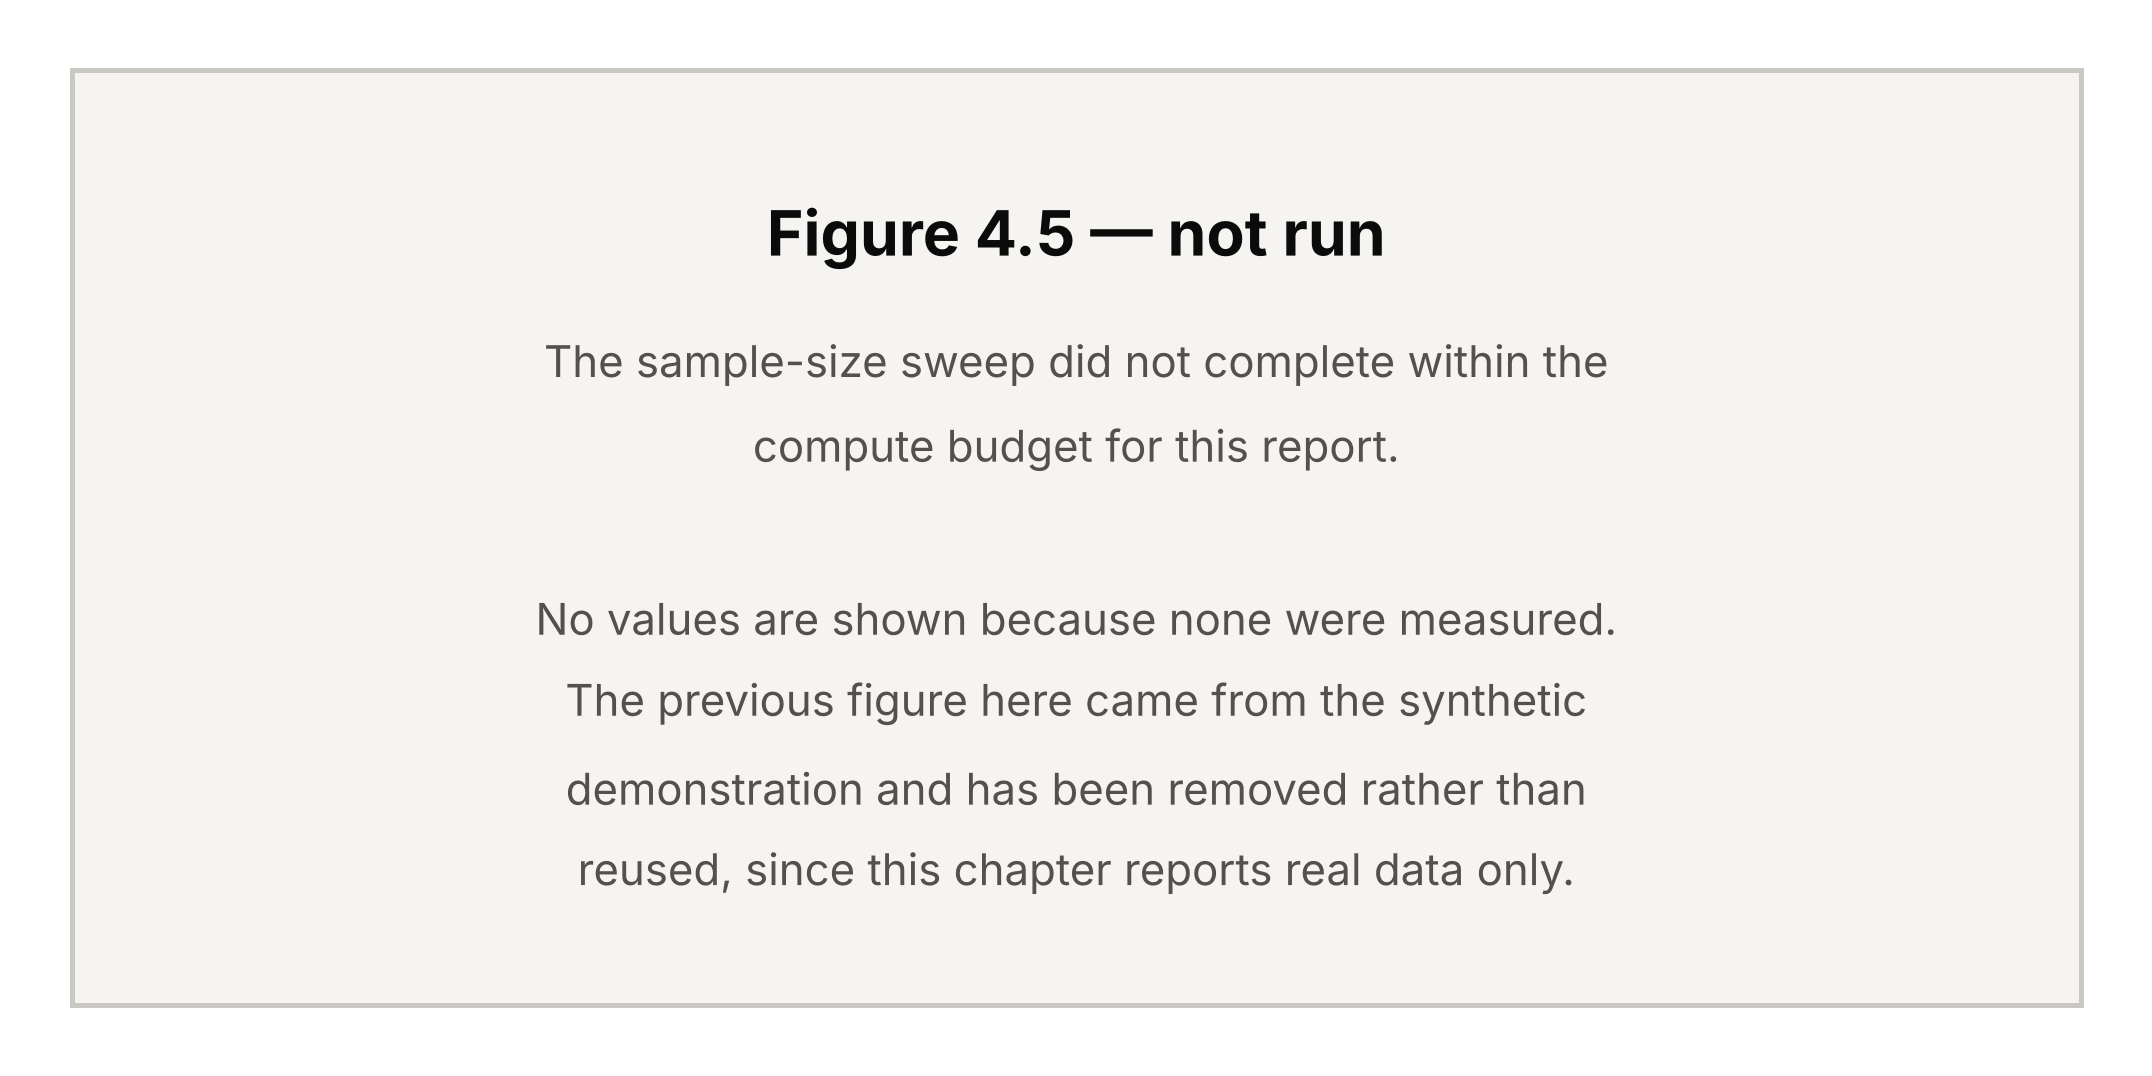 Figure 4.5 — not run
The sample-size sweep did not complete within the
compute budget for this report.
No values are shown because none were measured.
The previous figure here came from the synthetic
demonstration and has been removed rather than
reused, since this chapter reports real data only.